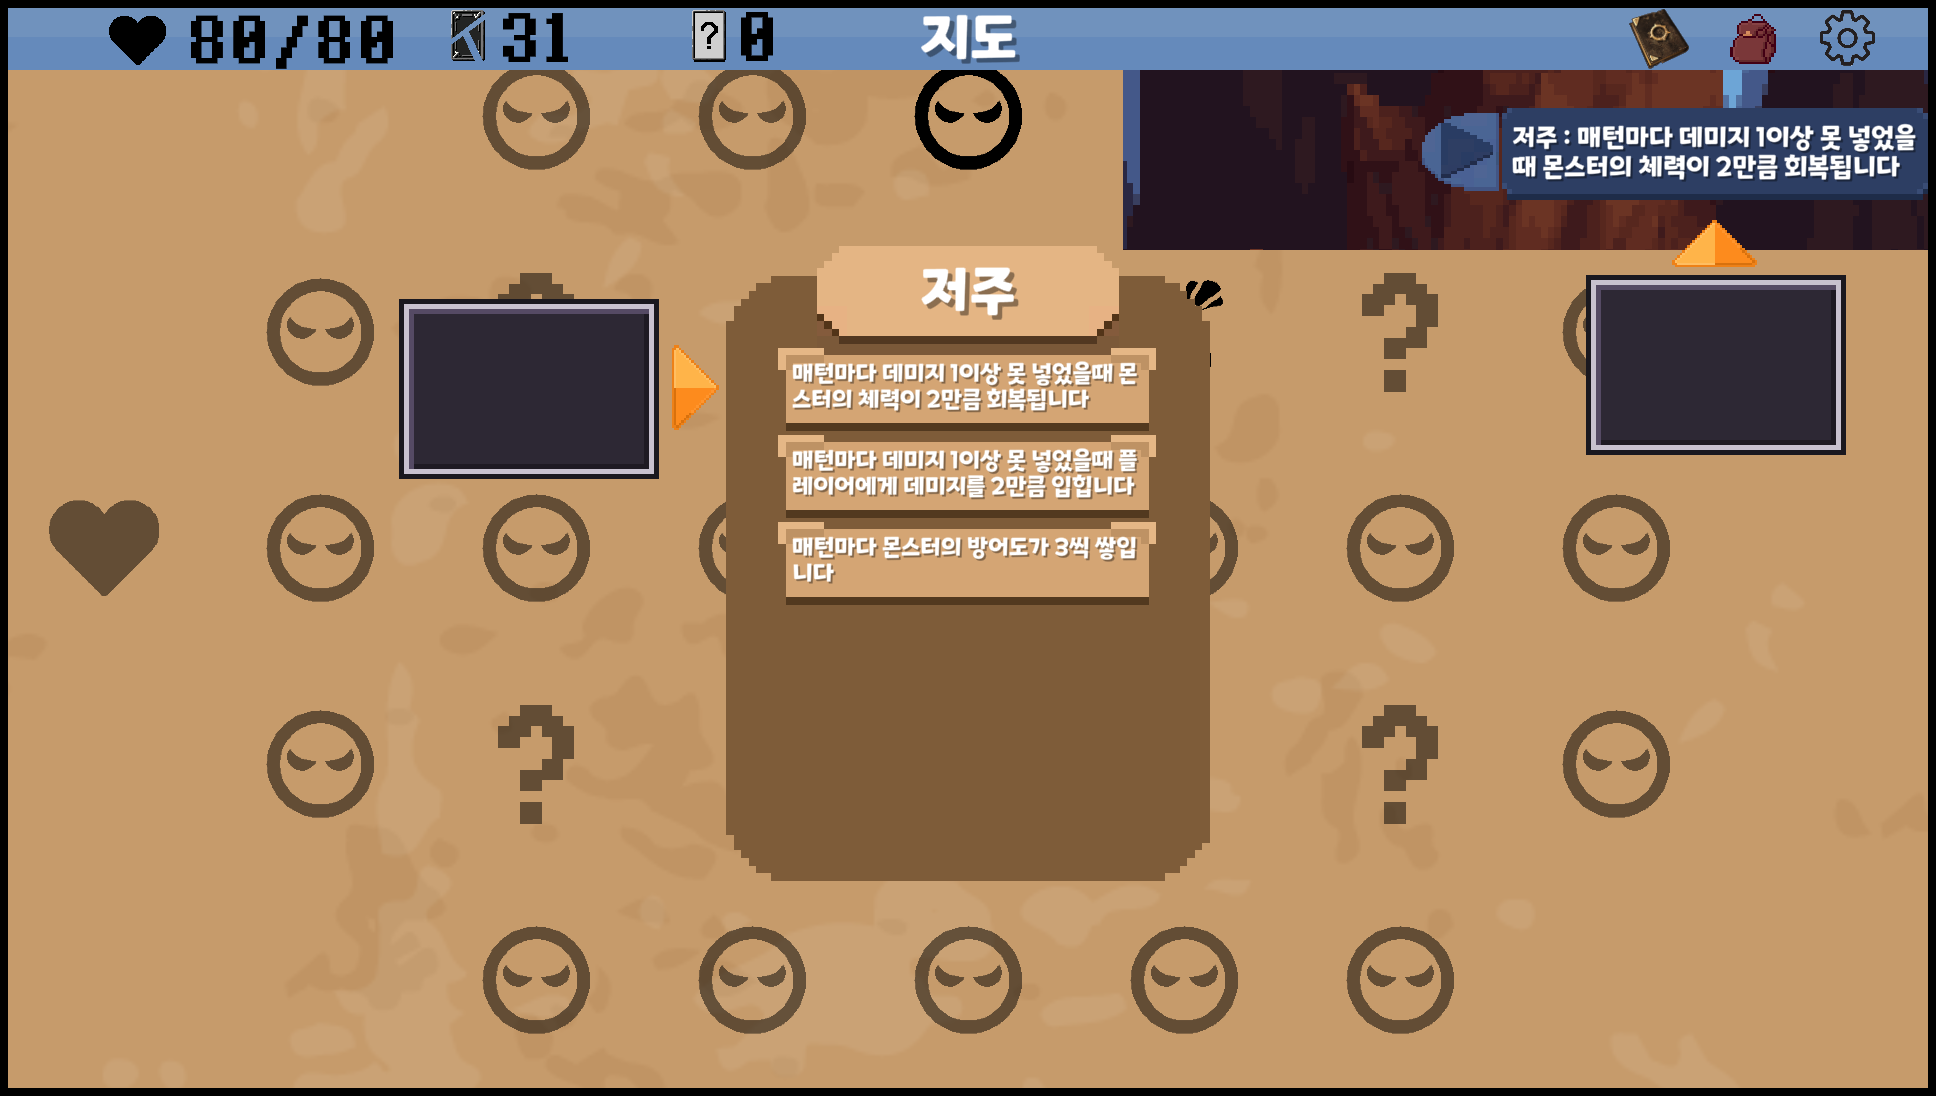 80/80 31 ? 0 지도
저주 : 매턴마다 데미지 1이상 못 넣었을
때 몬스터의 체력이 2만큼 회복됩니다
저주
매턴마다 데미지 1이상 못 넣었을때 몬
스터의 체력이 2만큼 회복됩니다
매턴마다 데미지 1이상 못 넣었을때 플
레이어에게 데미지를 2만큼 입힙니다
매턴마다 몬스터의 방어도가 3씩 쌓입
니다
?
? ?